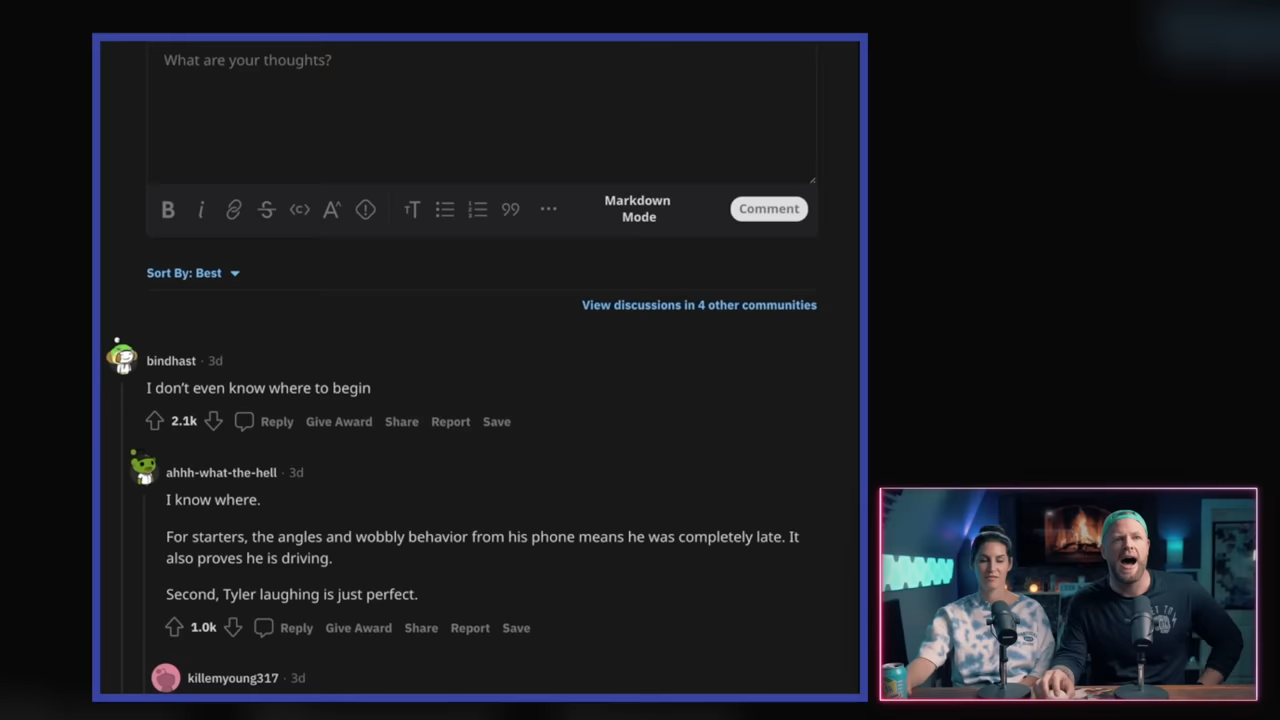 What are your thoughts?
Markdown
Mode
Comment
Sort By: Best
View discussions in 4 other communities
bindhast · 3d
I don't even know where to begin
2.1k Reply Give Award Share Report Save
ahhh-what-the-hell · 3d
I know where.
For starters, the angles and wobbly behavior from his phone means he was completely late. It
also proves he is driving.
Second, Tyler laughing is just perfect.
1.0k Reply Give Award Share Report Save
killemyoung317 · 3d